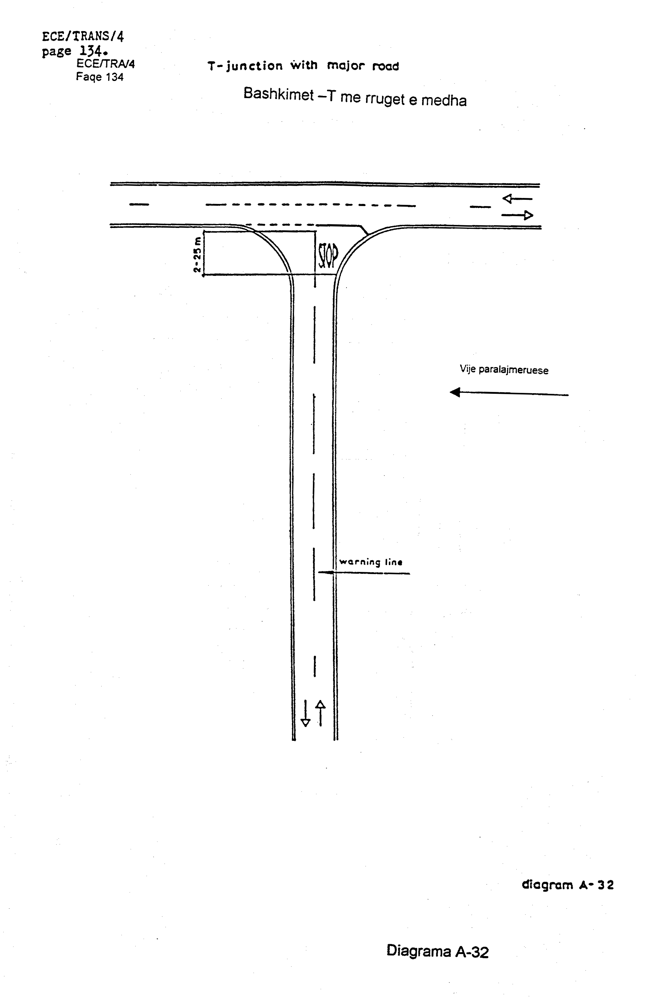 ECE/TRANS/4
page 134.
ECE/TRA/4
Faqe 134
T-junction with major road
Bashkimet –T me rruget e medha
2-25 m
STOP
Vije paralajmeruese
warning line
diagram A-32
Diagrama A-32